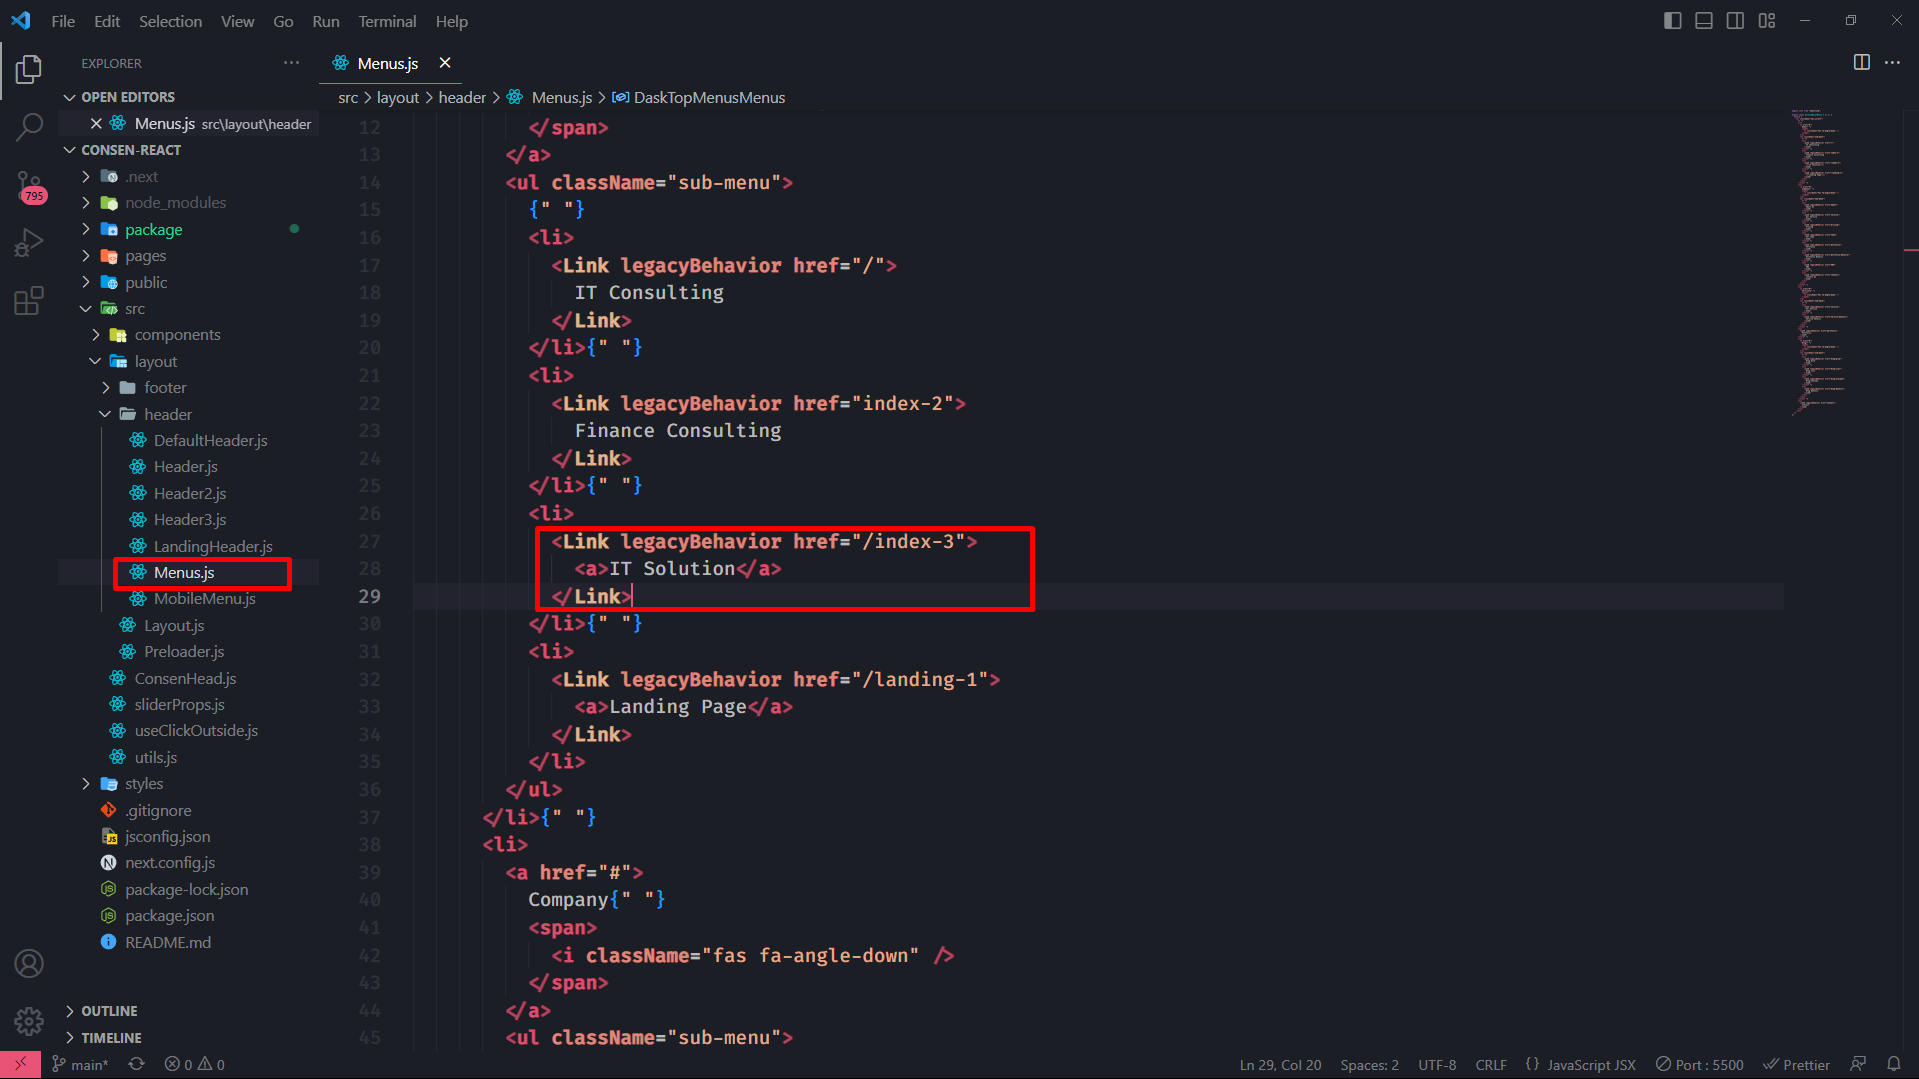 File Edit Selection View Go Run Terminal Help
EXPLORER
Menus.js
OPEN EDITORS
Menus.js src\layout\header
src > layout > header > Menus.js > DaskTopMenusMenus
CONSEN-REACT
.next
node_modules
package
pages
public
src
components
layout
footer
header
DefaultHeader.js
Header.js
Header2.js
Header3.js
LandingHeader.js
Menus.js
MobileMenu.js
Layout.js
Preloader.js
ConsenHead.js
sliderProps.js
useClickOutside.js
utils.js
styles
.gitignore
jsconfig.json
next.config.js
package-lock.json
package.json
README.md
OUTLINE
TIMELINE
795
12 </span>
13 </a>
14 <ul className="sub-menu">
15 {" "}
16 <li>
17 <Link legacyBehavior href="/">
18 IT Consulting
19 </Link>
20 </li>{" "}
21 <li>
22 <Link legacyBehavior href="index-2">
23 Finance Consulting
24 </Link>
25 </li>{" "}
26 <li>
27 <Link legacyBehavior href="/index-3">
28 <a>IT Solution</a>
29 </Link>
30 </li>{" "}
31 <li>
32 <Link legacyBehavior href="/landing-1">
33 <a>Landing Page</a>
34 </Link>
35 </li>
36 </ul>
37 </li>{" "}
38 <li>
39 <a href="#">
40 Company{" "}
41 <span>
42 <i className="fas fa-angle-down" />
43 </span>
44 </a>
45 <ul className="sub-menu">
main* 0 0 Ln 29, Col 20 Spaces: 2 UTF-8 CRLF {} JavaScript JSX Port : 5500 Prettier